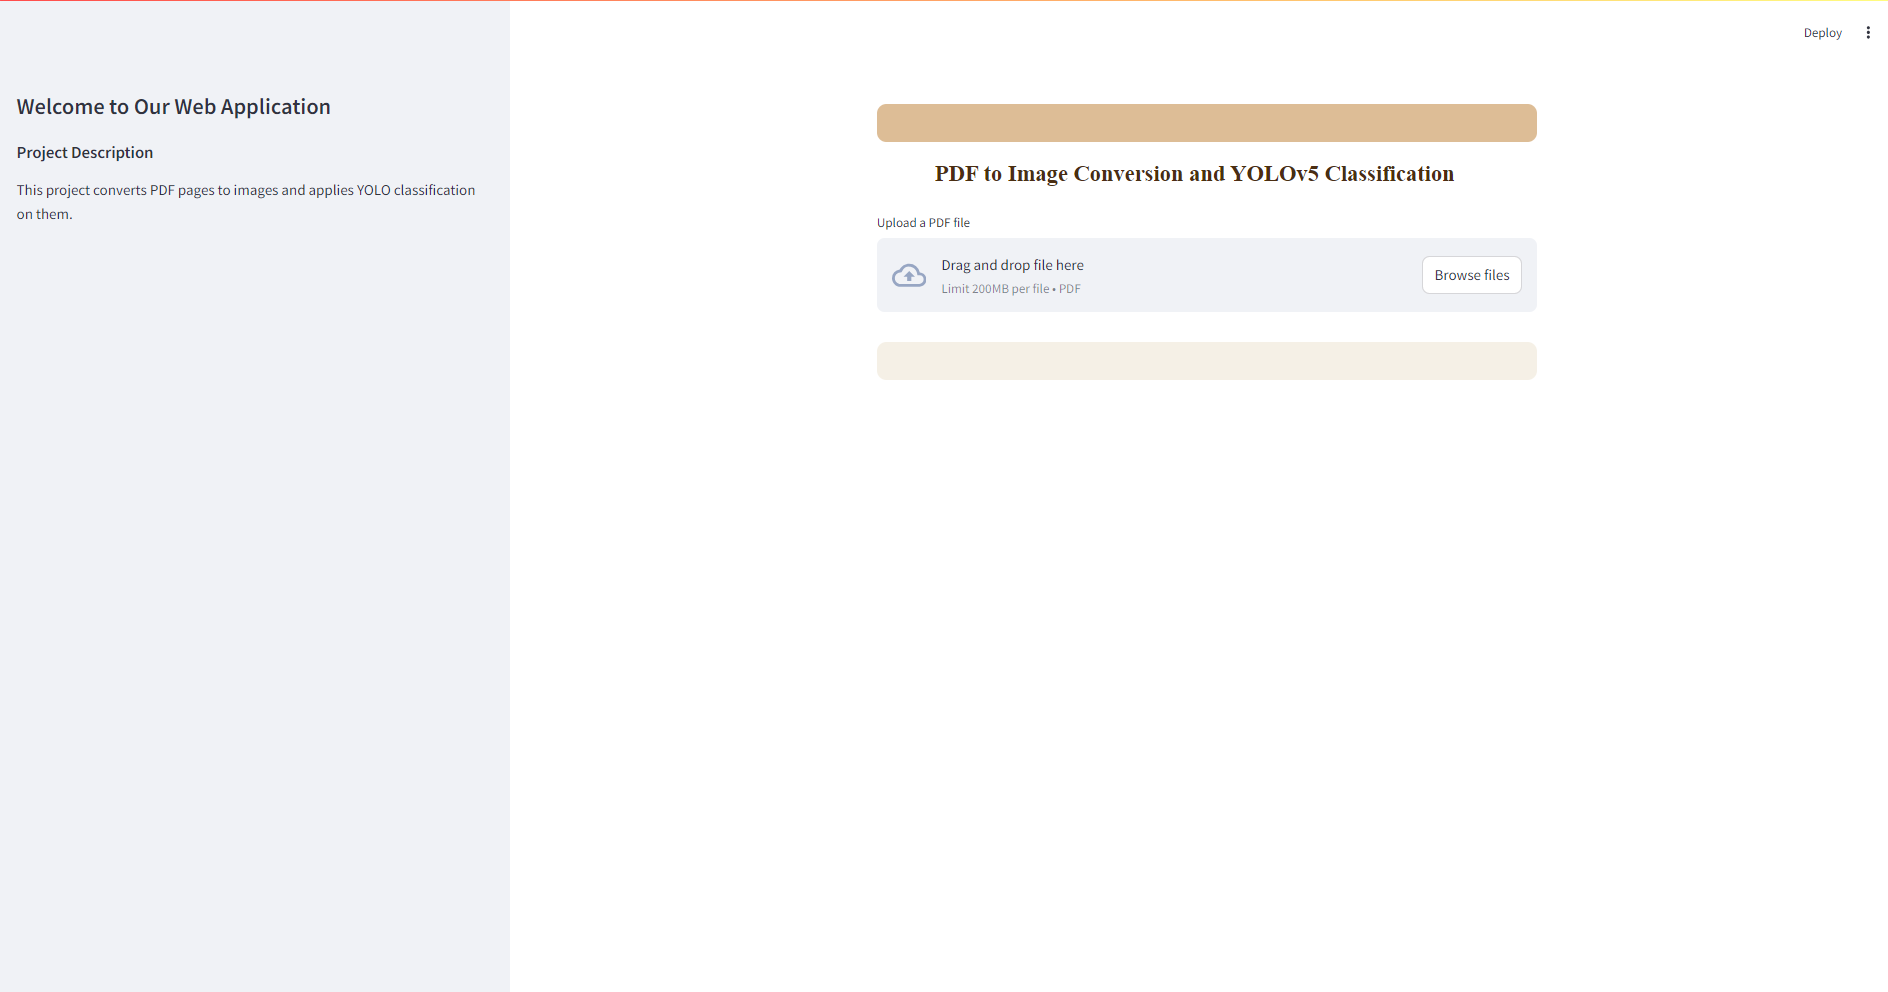 Deploy
Welcome to Our Web Application
Project Description
This project converts PDF pages to images and applies YOLO classification
on them.
PDF to Image Conversion and YOLOv5 Classification
Upload a PDF file
Drag and drop file here
Limit 200MB per file • PDF
Browse files